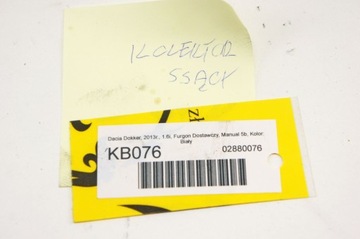 KOLEKTOR
SSĄCY
Dacia Dokker, 2013r., 1.6i, Furgon Dostawczy, Manual 5b. Kolor:
Biały
KB076
02880076